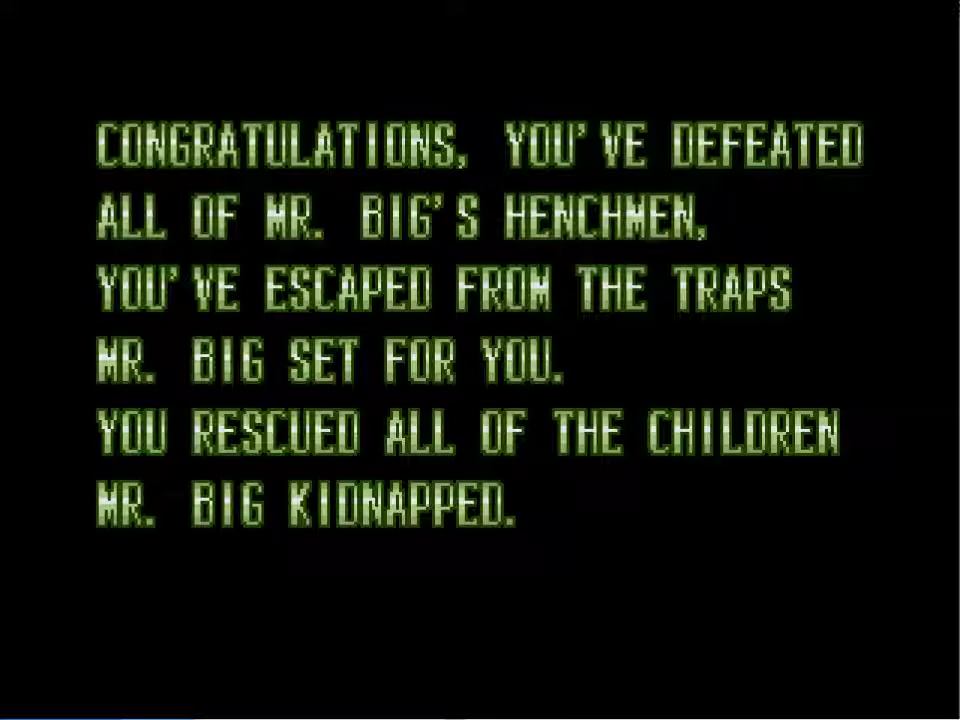 CONGRATULATIONS, YOU'VE DEFEATED
ALL OF MR. BIG'S HENCHMEN,
YOU'VE ESCAPED FROM THE TRAPS
MR. BIG SET FOR YOU.
YOU RESCUED ALL OF THE CHILDREN
MR. BIG KIDNAPPED.